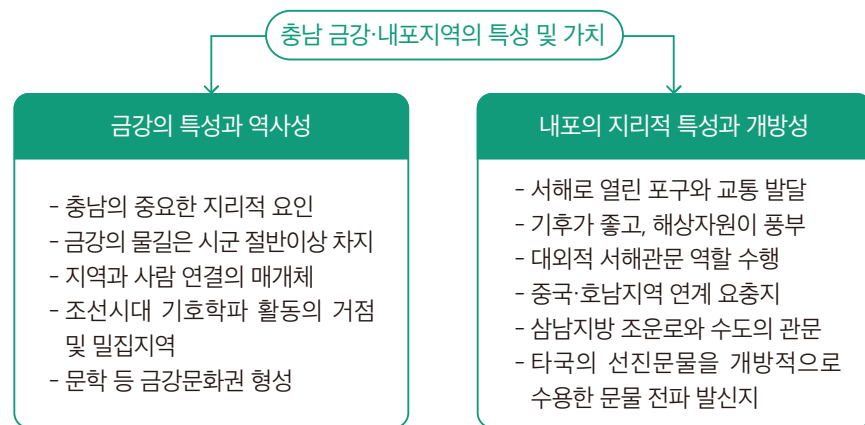 충남 금강·내포지역의 특성 및 가치
금강의 특성과 역사성
- 충남의 중요한 지리적 요인
- 금강의 물길은 시군 절반이상 차지
- 지역과 사람 연결의 매개체
- 조선시대 기호학파 활동의 거점
및 밀집지역
- 문학 등 금강문화권 형성
내포의 지리적 특성과 개방성
- 서해로 열린 포구와 교통 발달
- 기후가 좋고, 해상자원이 풍부
- 대외적 서해관문 역할 수행
- 중국·호남지역 연계 요충지
- 삼남지방 조운로와 수도의 관문
- 타국의 선진문물을 개방적으로
수용한 문물 전파 발신지